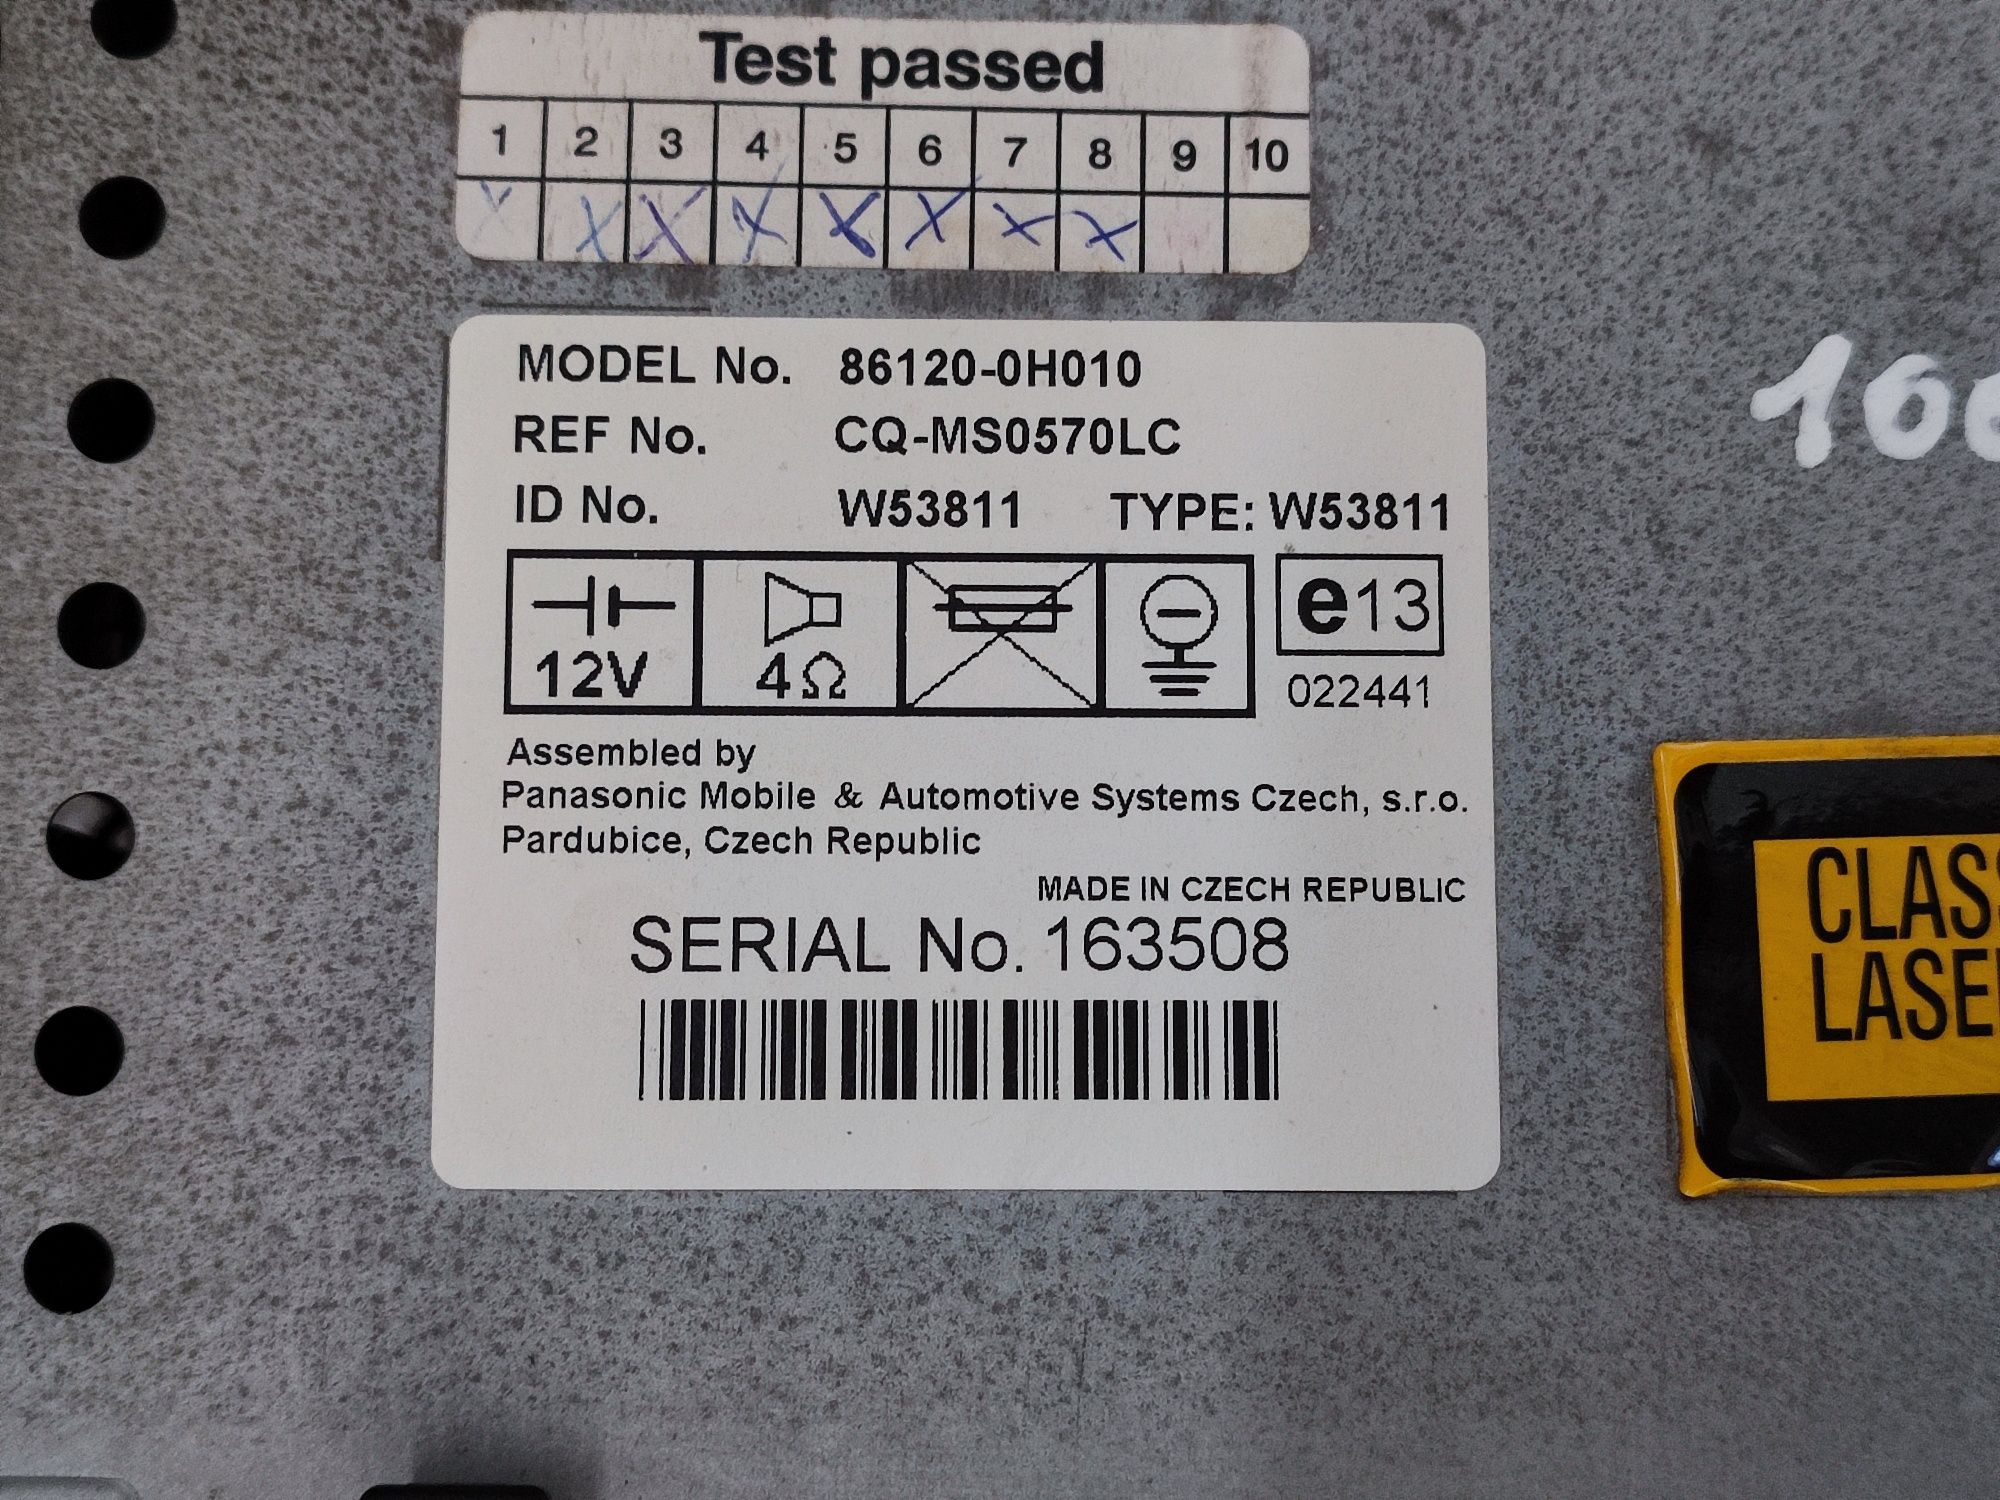 Test passed
1 2 3 4 5 6 7 8 9 10
X X X X X X X X
MODEL No. 86120-0H010
REF No. CQ-MS0570LC
ID No. W53811 TYPE: W53811
12V 4Ω e13
022441
Assembled by
Panasonic Mobile & Automotive Systems Czech, s.r.o.
Pardubice, Czech Republic
MADE IN CZECH REPUBLIC
SERIAL No. 163508
CLASS